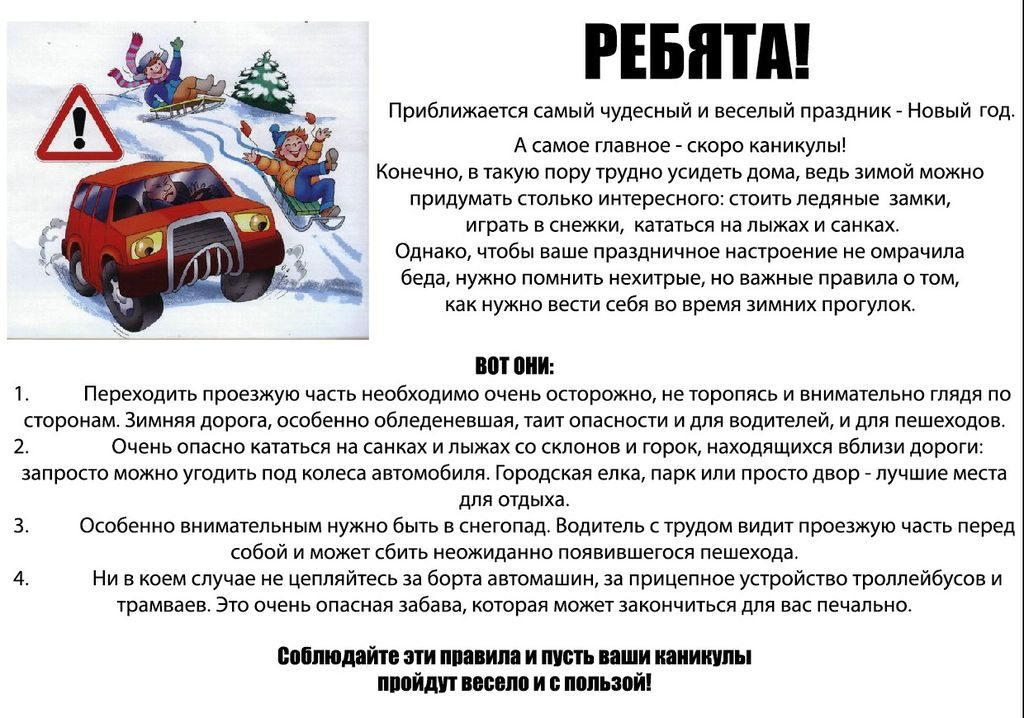 РЕБЯТА!
Приближается самый чудесный и веселый праздник - Новый год.
А самое главное - скоро каникулы!
Конечно, в такую пору трудно усидеть дома, ведь зимой можно
придумать столько интересного: стоить ледяные замки,
играть в снежки, кататься на лыжах и санках.
Однако, чтобы ваше праздничное настроение не омрачила
беда, нужно помнить нехитрые, но важные правила о том,
как нужно вести себя во время зимних прогулок.
ВОТ ОНИ:
1. Переходить проезжую часть необходимо очень осторожно, не торопясь и внимательно глядя по
сторонам. Зимняя дорога, особенно обледеневшая, таит опасности и для водителей, и для пешеходов.
2. Очень опасно кататься на санках и лыжах со склонов и горок, находящихся вблизи дороги:
запросто можно угодить под колеса автомобиля. Городская елка, парк или просто двор - лучшие места
для отдыха.
3. Особенно внимательным нужно быть в снегопад. Водитель с трудом видит проезжую часть перед
собой и может сбить неожиданно появившегося пешехода.
4. Ни в коем случае не цепляйтесь за борта автомашин, за прицепное устройство троллейбусов и
трамваев. Это очень опасная забава, которая может закончиться для вас печально.
Соблюдайте эти правила и пусть ваши каникулы
пройдут весело и с пользой!